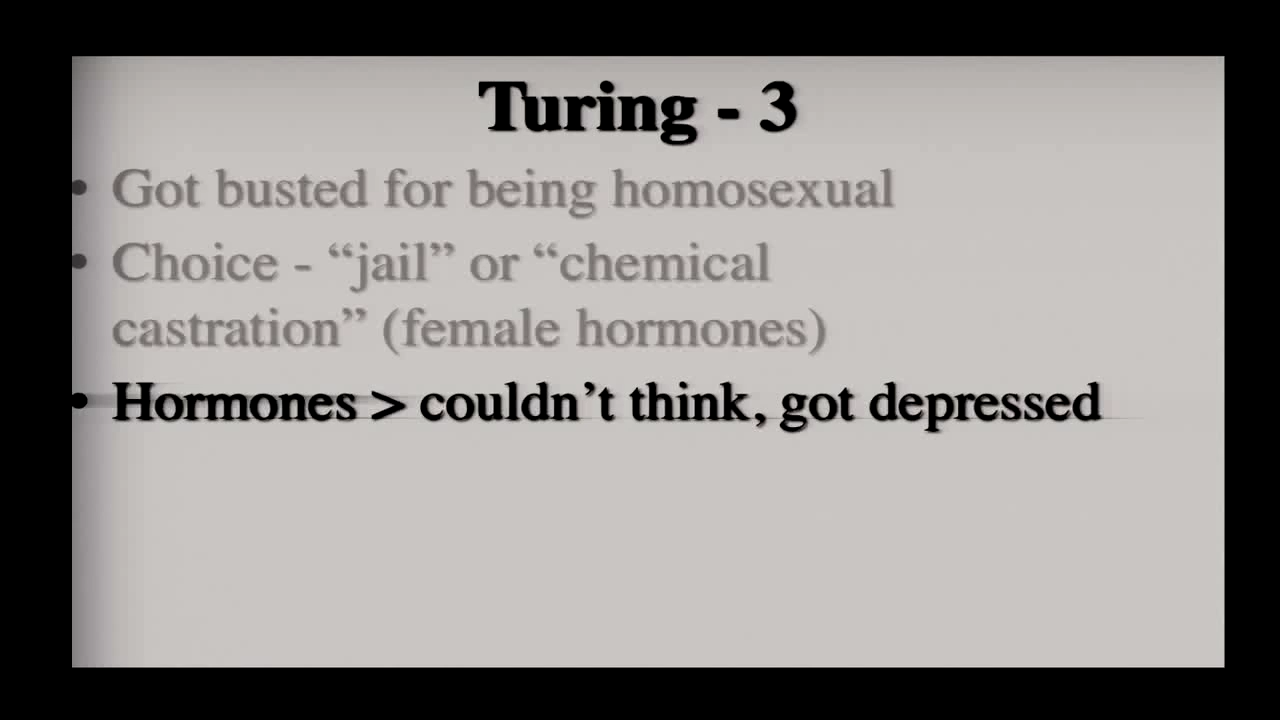 Turing - 3
• Got busted for being homosexual
• Choice - “jail” or “chemical
castration” (female hormones)
• Hormones > couldn’t think, got depressed